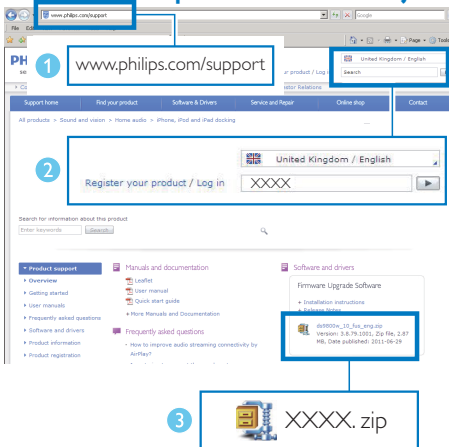 www.philips.com/support
Google
File
Page
Tools
1
www.philips.com/support
United Kingdom / English
PH
se
ur product / Log in
Search
Co
stor Relations
Support home
Find your product
Software & Drivers
Service and Repair
Online shop
Contact
All products > Sound and vision > Home audio > iPhone, iPod and iPad docking
2
United Kingdom / English
Register your product / Log in
XXXX
Search for information about this product
Enter keywords
Search
Product support
Overview
Getting started
User manuals
Frequently asked questions
Software and drivers
Product information
Product registration
Manuals and documentation
Leaflet
User manual
Quick start guide
+ More Manuals and Documentation
Frequently asked questions
• How to improve audio streaming connectivity by
AirPlay?
Software and drivers
Firmware Upgrade Software
+ Installation instructions
+ Release Notes
ds9800w_10_fus_eng.zip
Version: 3.8.79.1001, Zip file, 2.87
MB, Date published: 2011-06-29
3
XXXX. zip